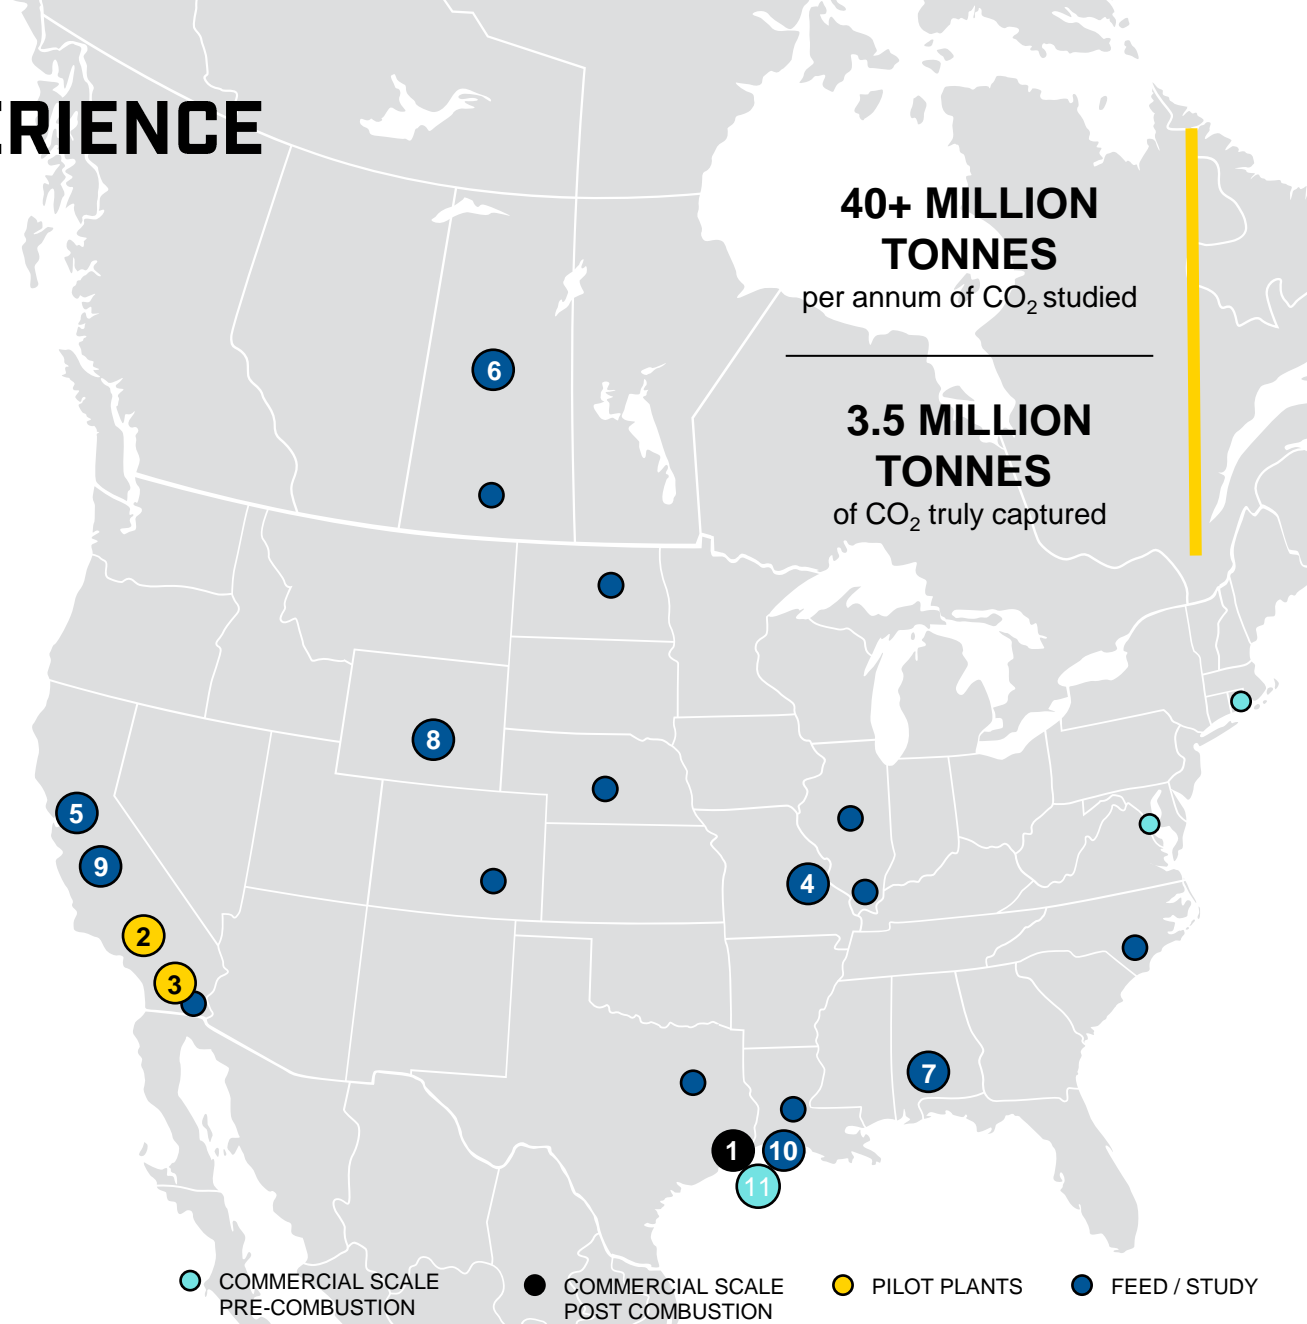 ERIENCE
40+ MILLION
TONNES
per annum of CO₂ studied
3.5 MILLION
TONNES
of CO₂ truly captured
6
8
5
9
4
2
3
7
1
10
11
COMMERCIAL SCALE
PRE-COMBUSTION
COMMERCIAL SCALE
POST COMBUSTION
PILOT PLANTS
FEED / STUDY